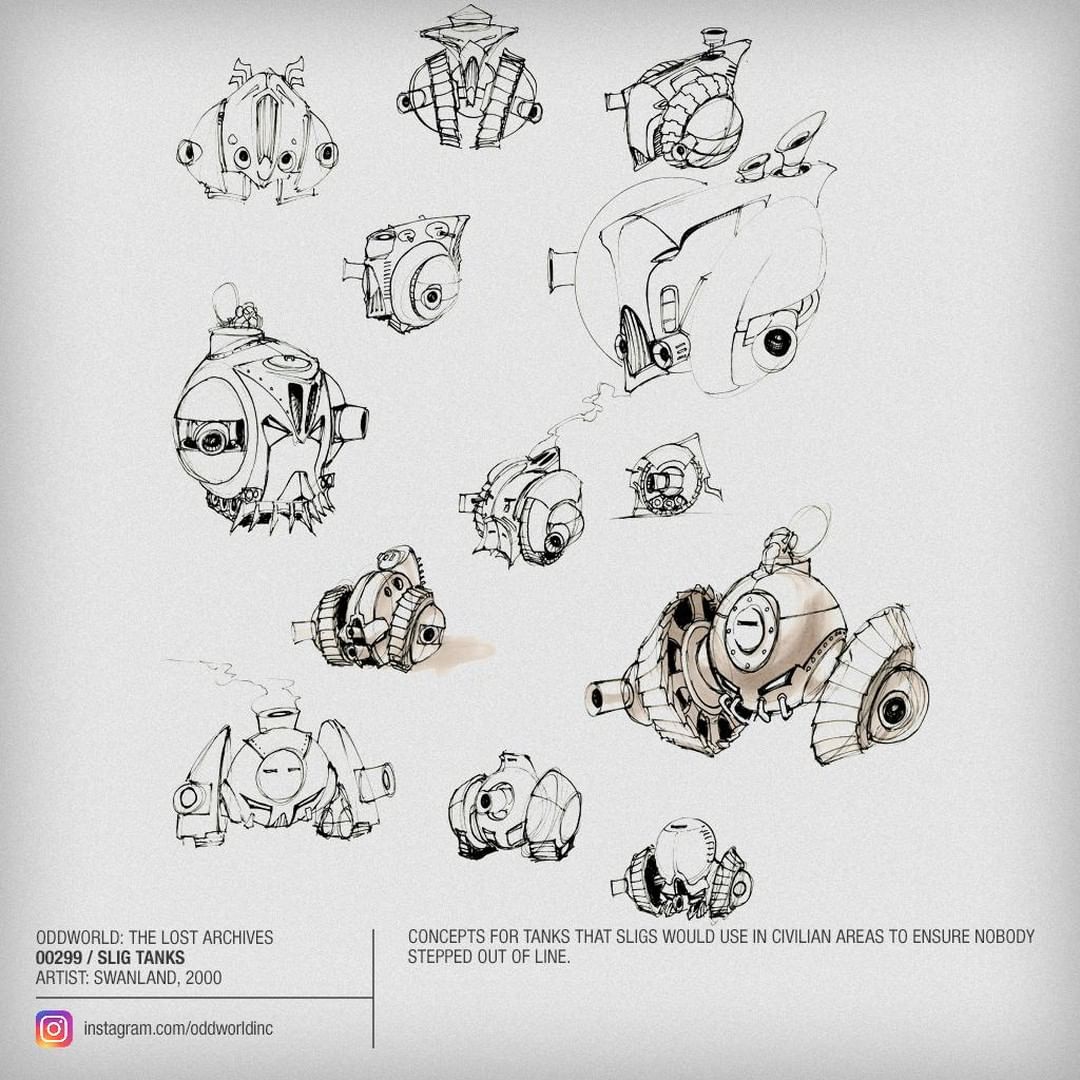 ODDWORLD: THE LOST ARCHIVES
00299 / SLIG TANKS
ARTIST: SWANLAND, 2000
instagram.com/oddworldinc
CONCEPTS FOR TANKS THAT SLIGS WOULD USE IN CIVILIAN AREAS TO ENSURE NOBODY
STEPPED OUT OF LINE.